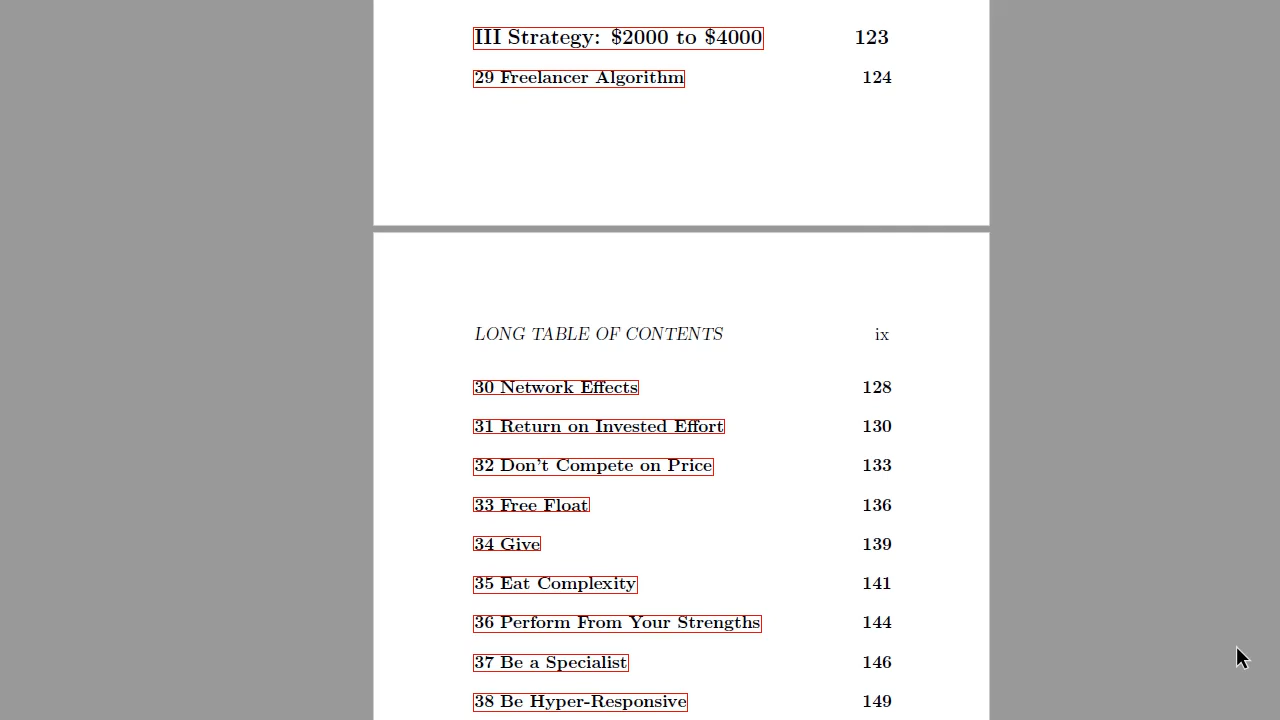 III Strategy: $2000 to $4000 123
29 Freelancer Algorithm 124
LONG TABLE OF CONTENTS ix
30 Network Effects 128
31 Return on Invested Effort 130
32 Don't Compete on Price 133
33 Free Float 136
34 Give 139
35 Eat Complexity 141
36 Perform From Your Strengths 144
37 Be a Specialist 146
38 Be Hyper-Responsive 149